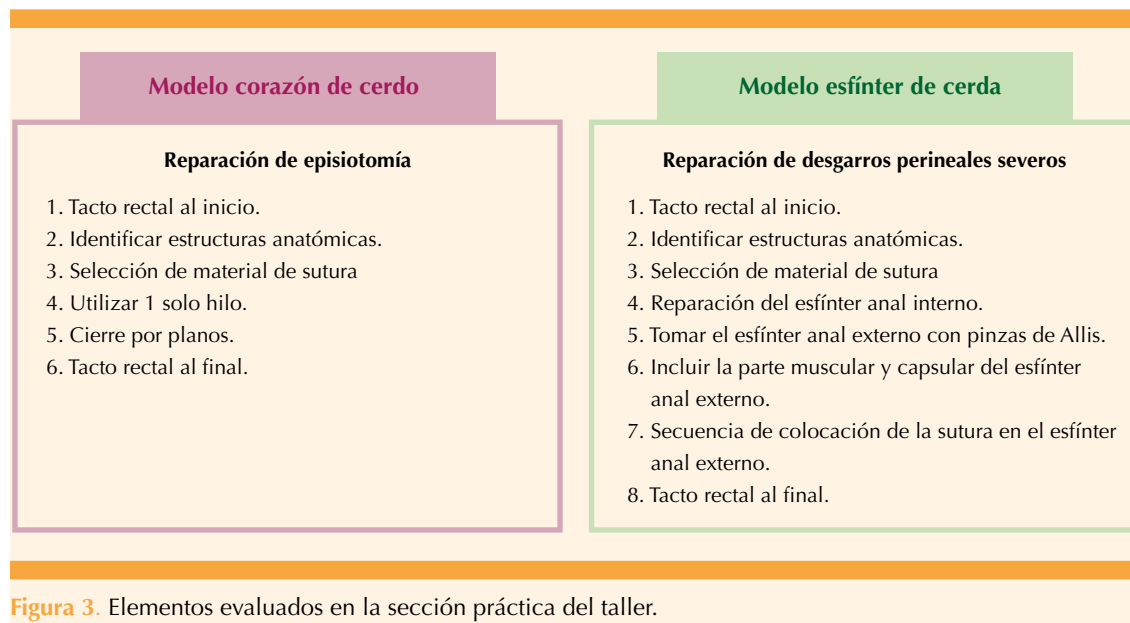 Modelo corazón de cerdo
Reparación de episiotomía
1. Tacto rectal al inicio.
2. Identificar estructuras anatómicas.
3. Selección de material de sutura
4. Utilizar 1 solo hilo.
5. Cierre por planos.
6. Tacto rectal al final.
Modelo esfínter de cerda
Reparación de desgarros perineales severos
1. Tacto rectal al inicio.
2. Identificar estructuras anatómicas.
3. Selección de material de sutura
4. Reparación del esfínter anal interno.
5. Tomar el esfínter anal externo con pinzas de Allis.
6. Incluir la parte muscular y capsular del esfínter
anal externo.
7. Secuencia de colocación de la sutura en el esfínter
anal externo.
8. Tacto rectal al final.
Figura 3. Elementos evaluados en la sección práctica del taller.